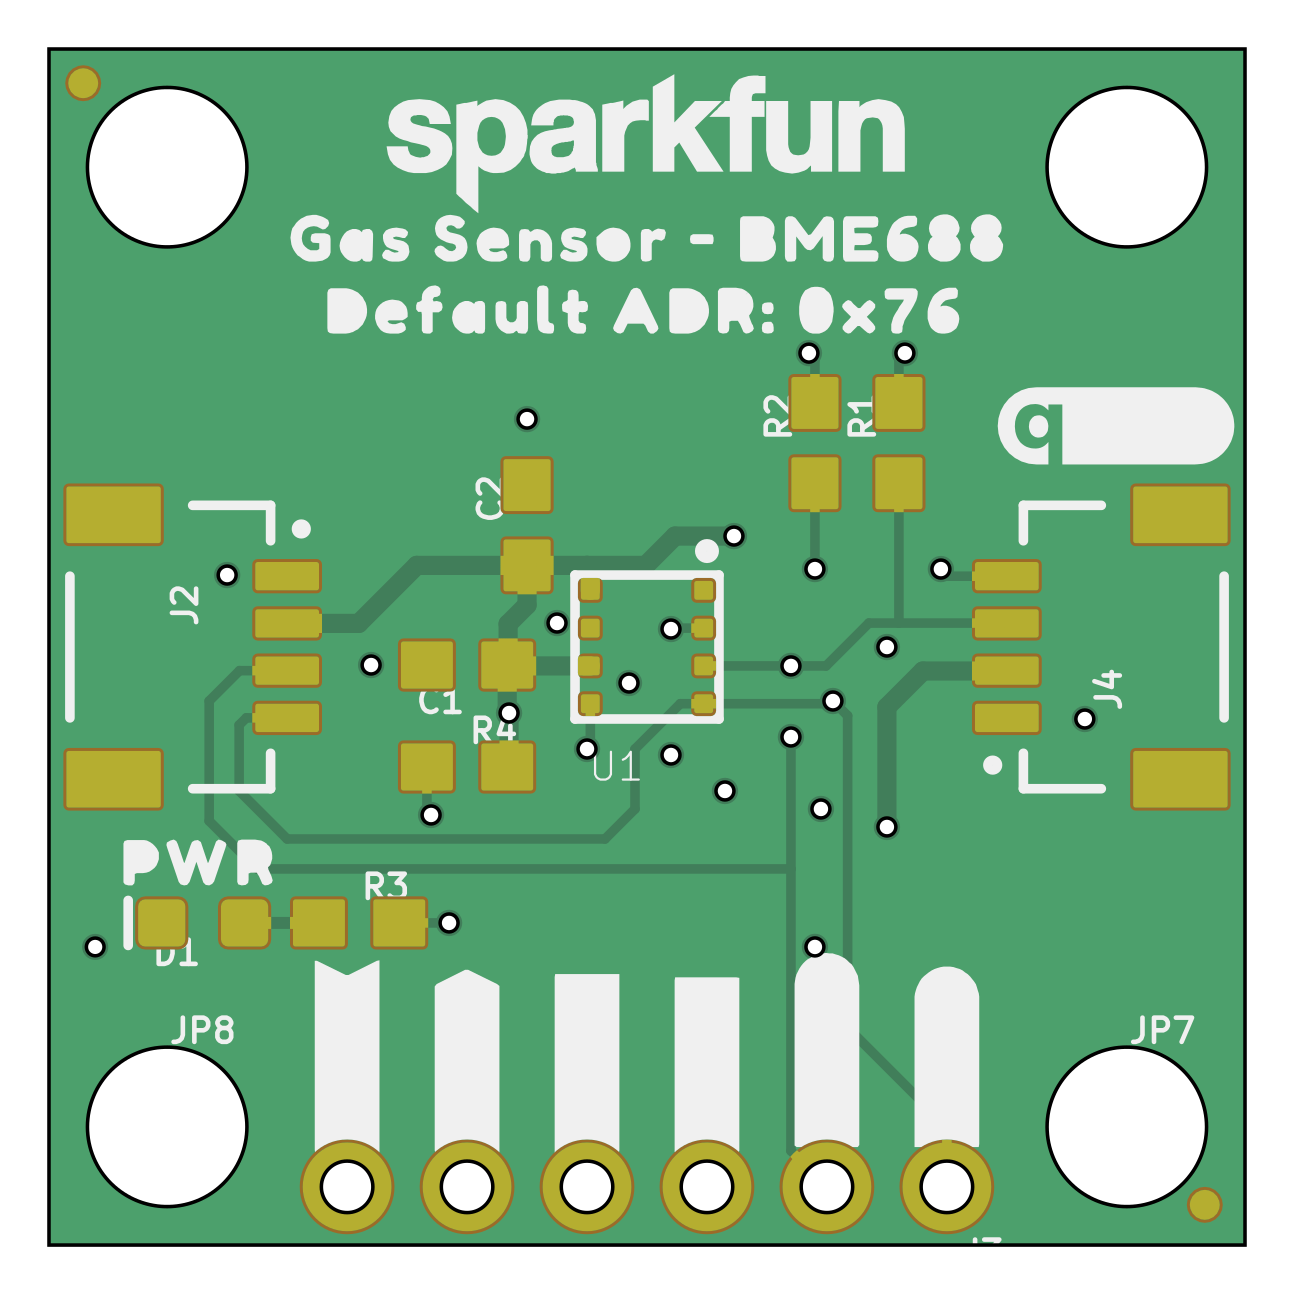 sparkfun
Gas Sensor - BME688
Default ADR: 0x76
R2
R1
q
C2
J2
J4
C1
R4
U1
PWR
R3
D1
JP8
JP7